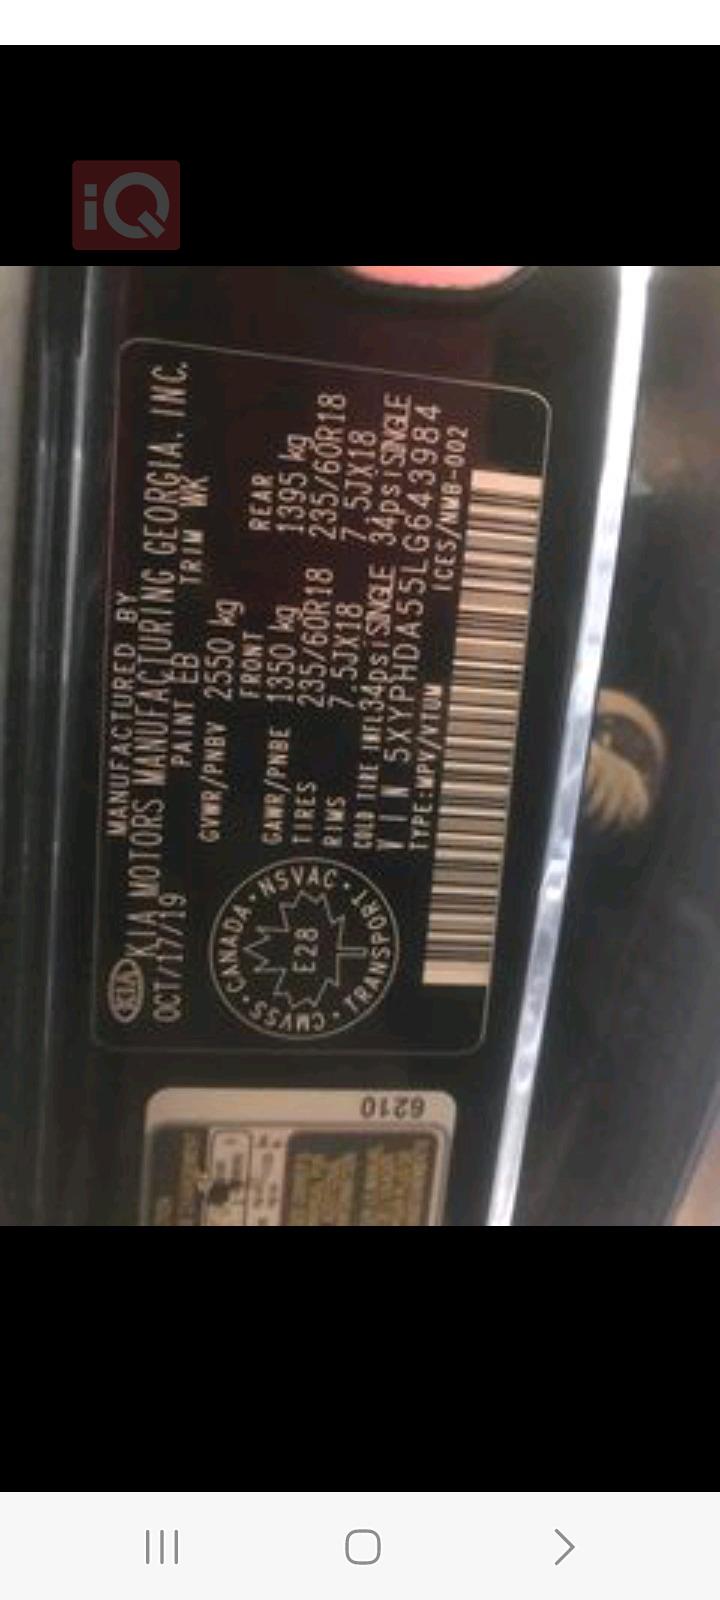 iQ
MANUFACTURED BY
KIA KIA MOTORS MANUFACTURING GEORGIA, INC.
OCT/17/19 PAINT EB TRIM WK
GVWR/PNBV 2550 kg
FRONT REAR
GAWR/PNBE 1350 kg 1395 kg
TIRES 235/60R18 235/60R18
RIMS 7.5JX18 7.5JX18
COLD TIRE INFL 34psi SINGLE 34psi SINGLE
VIN 5XYPHDA55LG643984
TYPE:MPV/VTUM ICES/NMB-002
CANADA · NSVAC · TRANSPORT · CMVSS ·
E28
6210